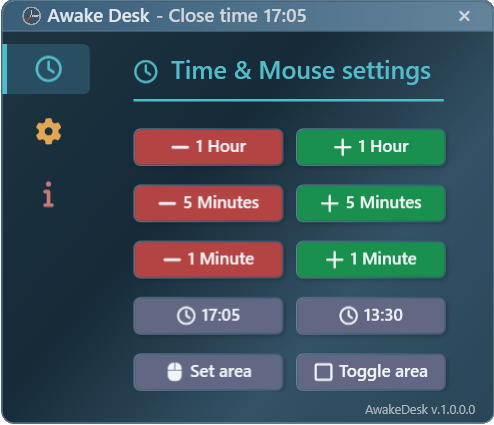 Awake Desk - Close time 17:05
Time & Mouse settings
− 1 Hour
+ 1 Hour
− 5 Minutes
+ 5 Minutes
− 1 Minute
+ 1 Minute
17:05
13:30
Set area
Toggle area
AwakeDesk v.1.0.0.0